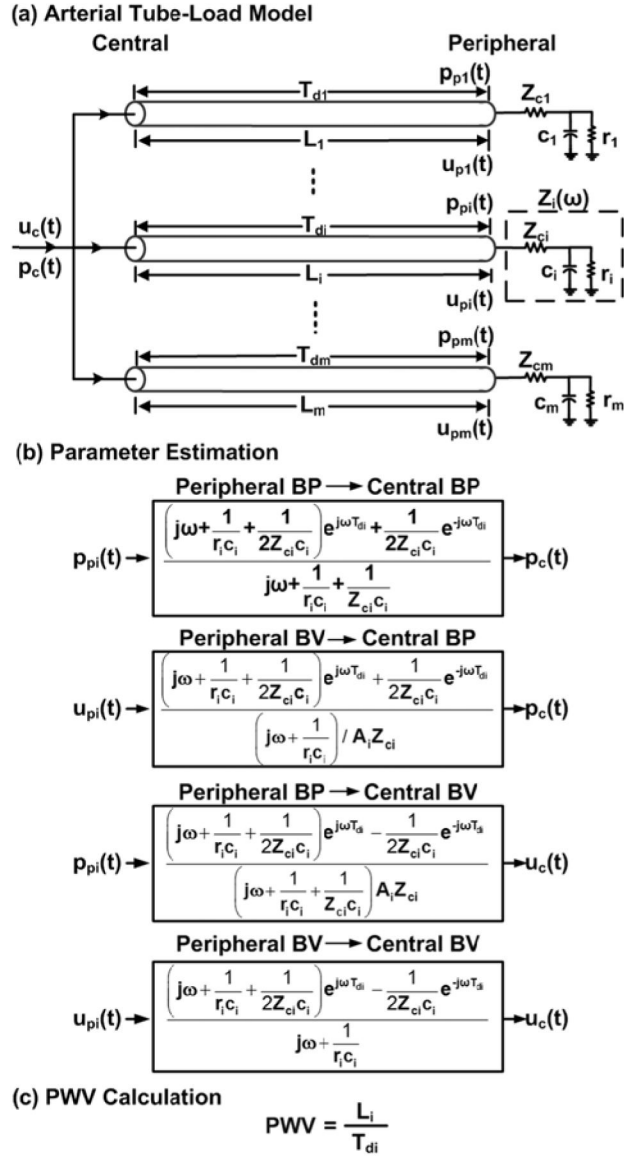 (a) Arterial Tube-Load Model
Central Peripheral
p_p1(t)
T_d1 Z_c1
L_1 c_1 r_1
u_p1(t)
p_pi(t) Z_i(ω)
u_c(t) T_di Z_ci
p_c(t) L_i c_i r_i
u_pi(t)
p_pm(t)
T_dm Z_cm
L_m c_m r_m
u_pm(t)
(b) Parameter Estimation
Peripheral BP → Central BP
p_pi(t) → ((jω + 1/(r_i c_i) + 1/(2Z_ci c_i)) e^(jωT_di) + 1/(2Z_ci c_i) e^(-jωT_di)) / (jω + 1/(r_i c_i) + 1/(Z_ci c_i)) → p_c(t)
Peripheral BV → Central BP
u_pi(t) → ((jω + 1/(r_i c_i) + 1/(2Z_ci c_i)) e^(jωT_di) + 1/(2Z_ci c_i) e^(-jωT_di)) / ((jω + 1/(r_i c_i)) / A_i Z_ci) → p_c(t)
Peripheral BP → Central BV
p_pi(t) → ((jω + 1/(r_i c_i) + 1/(2Z_ci c_i)) e^(jωT_di) - 1/(2Z_ci c_i) e^(-jωT_di)) / ((jω + 1/(r_i c_i) + 1/(Z_ci c_i)) A_i Z_ci) → u_c(t)
Peripheral BV → Central BV
u_pi(t) → ((jω + 1/(r_i c_i) + 1/(2Z_ci c_i)) e^(jωT_di) - 1/(2Z_ci c_i) e^(-jωT_di)) / (jω + 1/(r_i c_i)) → u_c(t)
(c) PWV Calculation
PWV = L_i / T_di